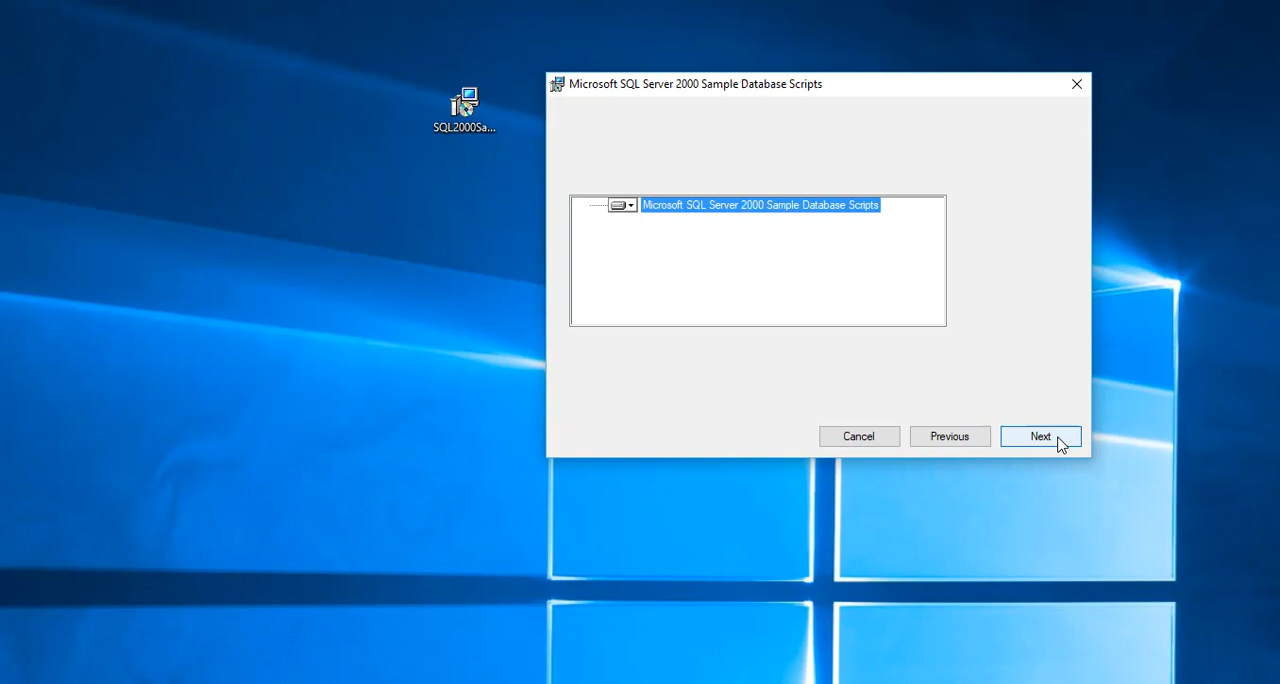 Microsoft SQL Server 2000 Sample Database Scripts
SQL2000Sa...
Microsoft SQL Server 2000 Sample Database Scripts
Cancel
Previous
Next